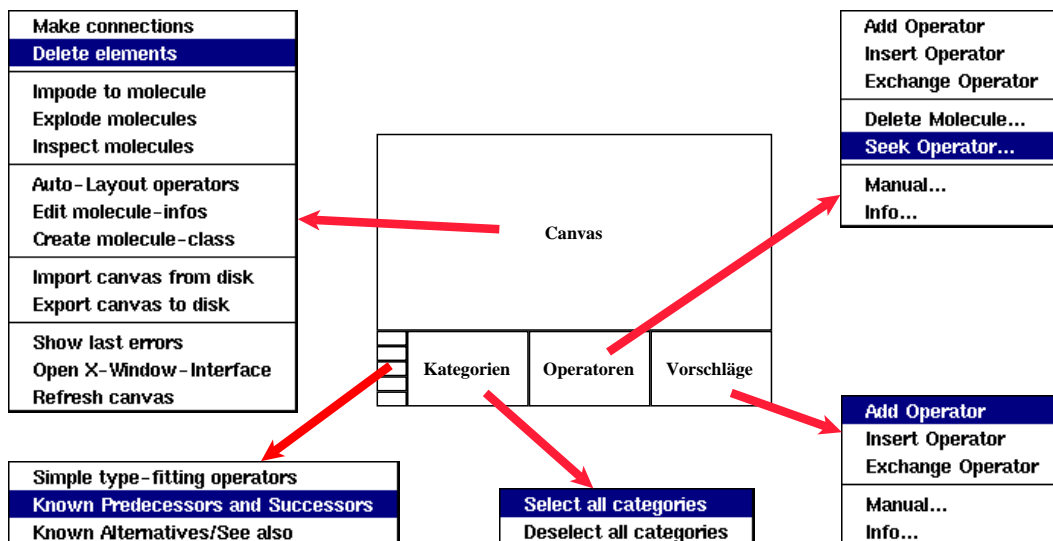 Make connections
Delete elements
Impode to molecule
Explode molecules
Inspect molecules
Auto-Layout operators
Edit molecule-infos
Create molecule-class
Import canvas from disk
Export canvas to disk
Show last errors
Open X-Window-Interface
Refresh canvas
Add Operator
Insert Operator
Exchange Operator
Delete Molecule...
Seek Operator...
Manual...
Info...
Canvas
Kategorien
Operatoren
Vorschläge
Simple type-fitting operators
Known Predecessors and Successors
Known Alternatives/See also
Select all categories
Deselect all categories
Add Operator
Insert Operator
Exchange Operator
Manual...
Info...